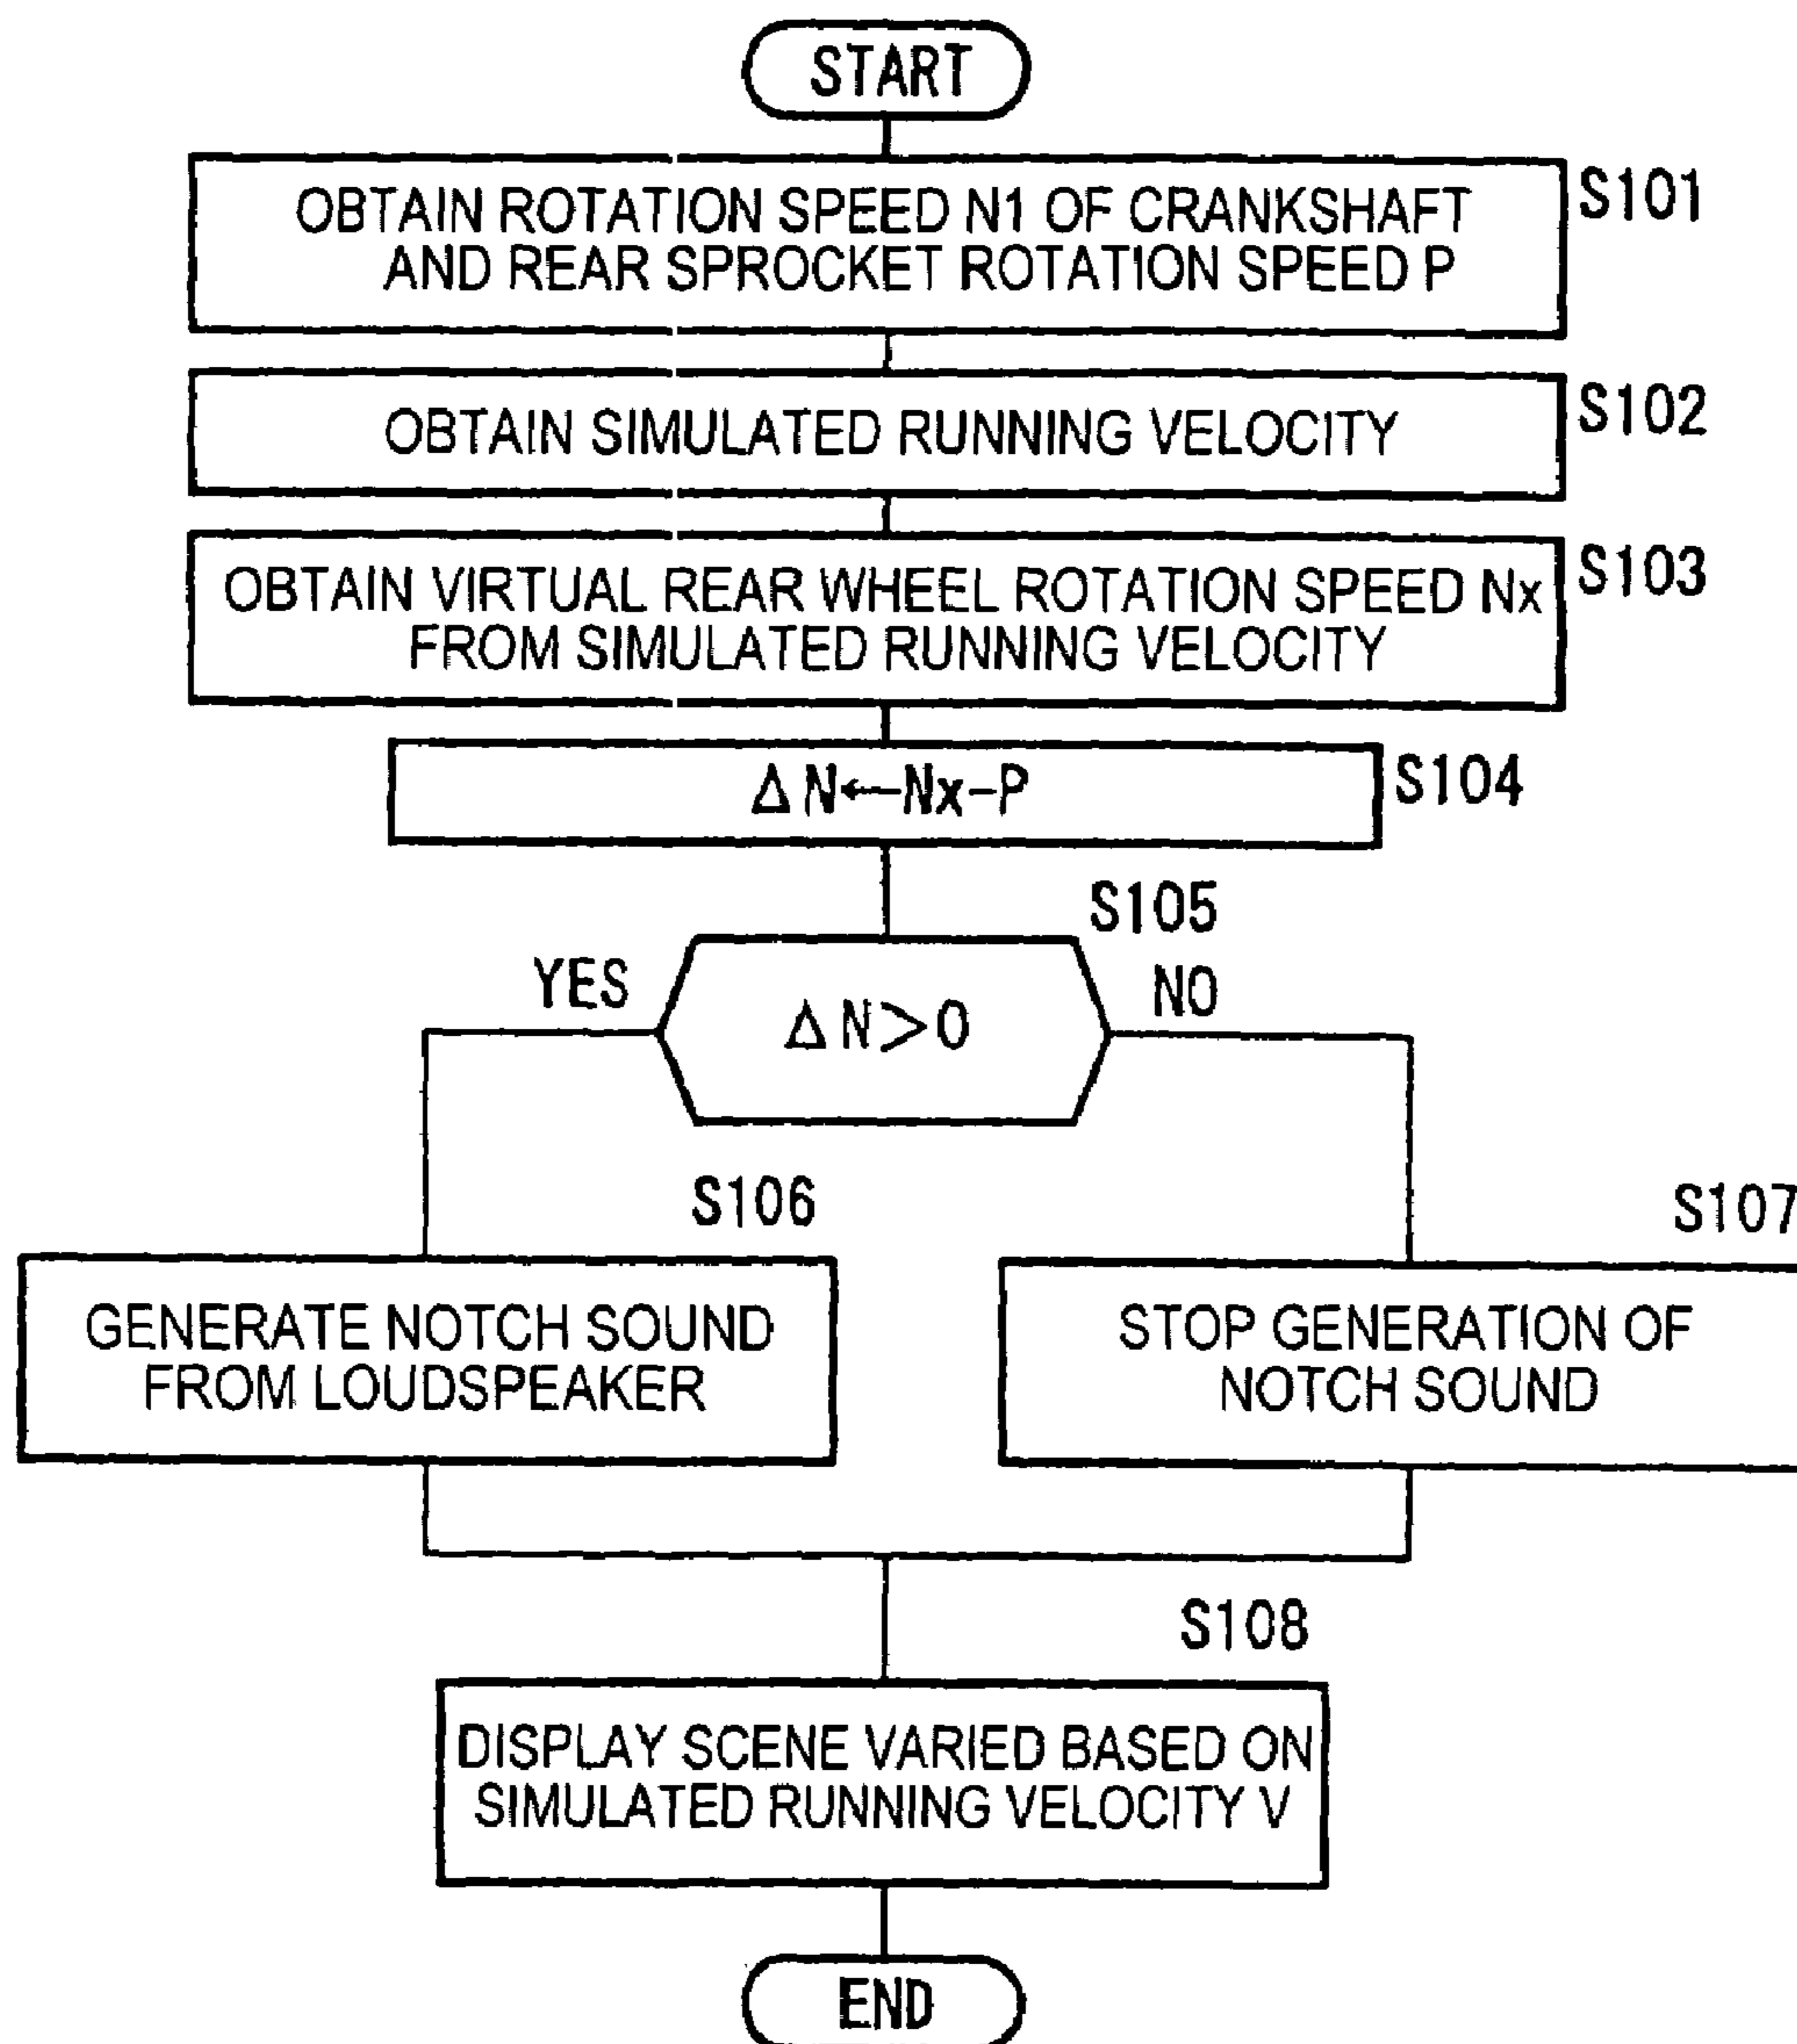 START
OBTAIN ROTATION SPEED N1 OF CRANKSHAFT
AND REAR SPROCKET ROTATION SPEED P
S101
OBTAIN SIMULATED RUNNING VELOCITY
S102
OBTAIN VIRTUAL REAR WHEEL ROTATION SPEED Nx
FROM SIMULATED RUNNING VELOCITY
S103
ΔN←Nx-P
S104
S105
YES
NO
ΔN>0
S106
GENERATE NOTCH SOUND
FROM LOUDSPEAKER
S107
STOP GENERATION OF
NOTCH SOUND
S108
DISPLAY SCENE VARIED BASED ON
SIMULATED RUNNING VELOCITY V
END